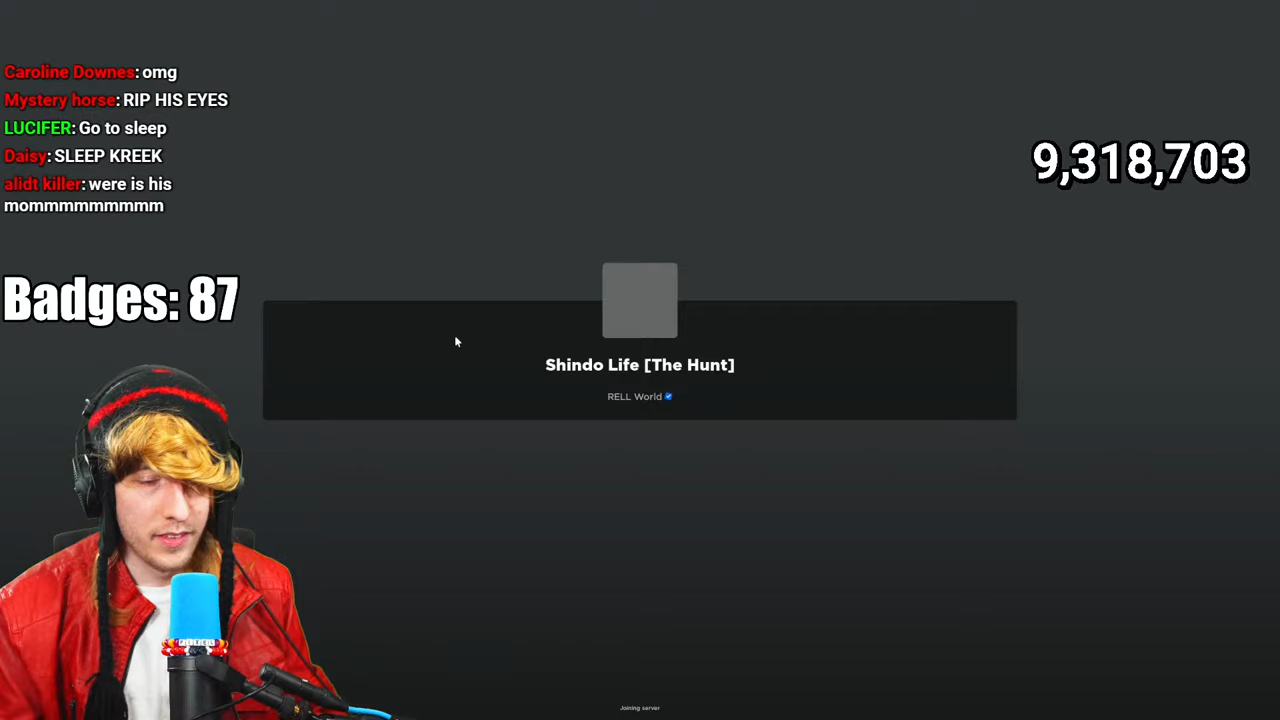 Caroline Downes: omg
Mystery horse: RIP HIS EYES
LUCIFER: Go to sleep
Daisy: SLEEP KREEK
alidt killer: were is his
mommmmmmmmm
9,318,703
Badges: 87
Shindo Life [The Hunt]
RELL World
Joining server